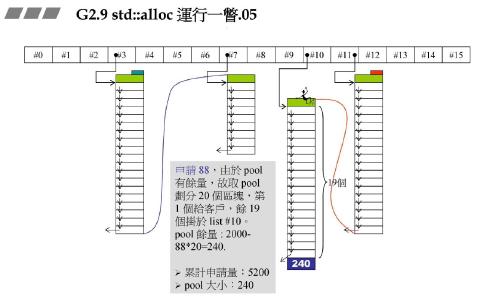 G2.9 std::alloc 運行一瞥.05
#0 #1 #2 #3 #4 #5 #6 #7 #8 #9 #10 #11 #12 #13 #14 #15
申請 88，由於 pool
有餘量，故取 pool
劃分 20 個區塊，第
1 個給客戶，餘 19
個掛於 list #10。
pool 餘量 : 2000-
88*20=240.
19個
➢ 累計申請量：5200
➢ pool 大小：240
240